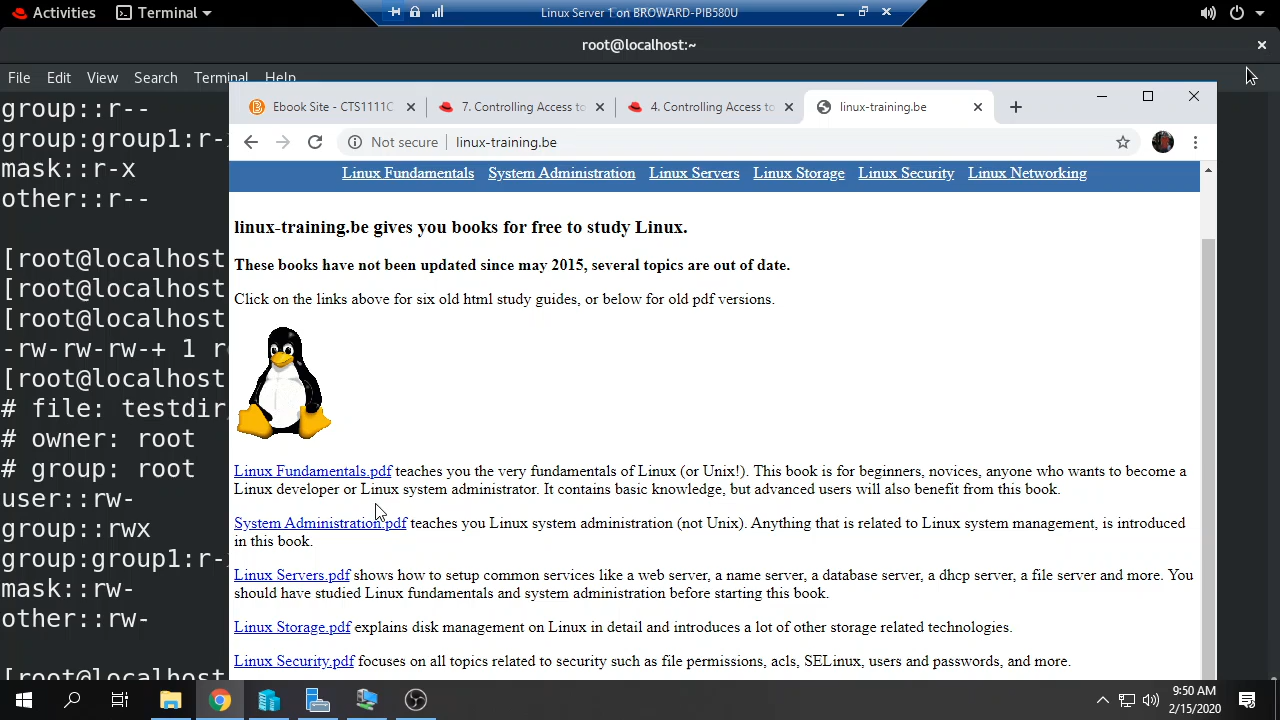 Activities
Terminal
Linux Server 1 on BROWARD-PIB580U
root@localhost:~
File Edit View Search Terminal Help
group::r--
group:group1:r-
mask::r-x
other::r--
[root@localhost
[root@localhost
[root@localhost
-rw-rw-rw-+ 1
[root@localhost
# file: testdir
# owner: root
# group: root
user::rw-
group::rwx
group:group1:r-
mask::rw-
other::rw-
[root@localhost
Ebook Site - CTS1111C
7. Controlling Access to
4. Controlling Access to
linux-training.be
Not secure
linux-training.be
Linux Fundamentals System Administration Linux Servers Linux Storage Linux Security Linux Networking
linux-training.be gives you books for free to study Linux.
These books have not been updated since may 2015, several topics are out of date.
Click on the links above for six old html study guides, or below for old pdf versions.
Linux Fundamentals.pdf teaches you the very fundamentals of Linux (or Unix!). This book is for beginners, novices, anyone who wants to become a
Linux developer or Linux system administrator. It contains basic knowledge, but advanced users will also benefit from this book.
System Administration.pdf teaches you Linux system administration (not Unix). Anything that is related to Linux system management, is introduced
in this book.
Linux Servers.pdf shows how to setup common services like a web server, a name server, a database server, a dhcp server, a file server and more. You
should have studied Linux fundamentals and system administration before starting this book.
Linux Storage.pdf explains disk management on Linux in detail and introduces a lot of other storage related technologies.
Linux Security.pdf focuses on all topics related to security such as file permissions, acls, SELinux, users and passwords, and more.
9:50 AM
2/15/2020